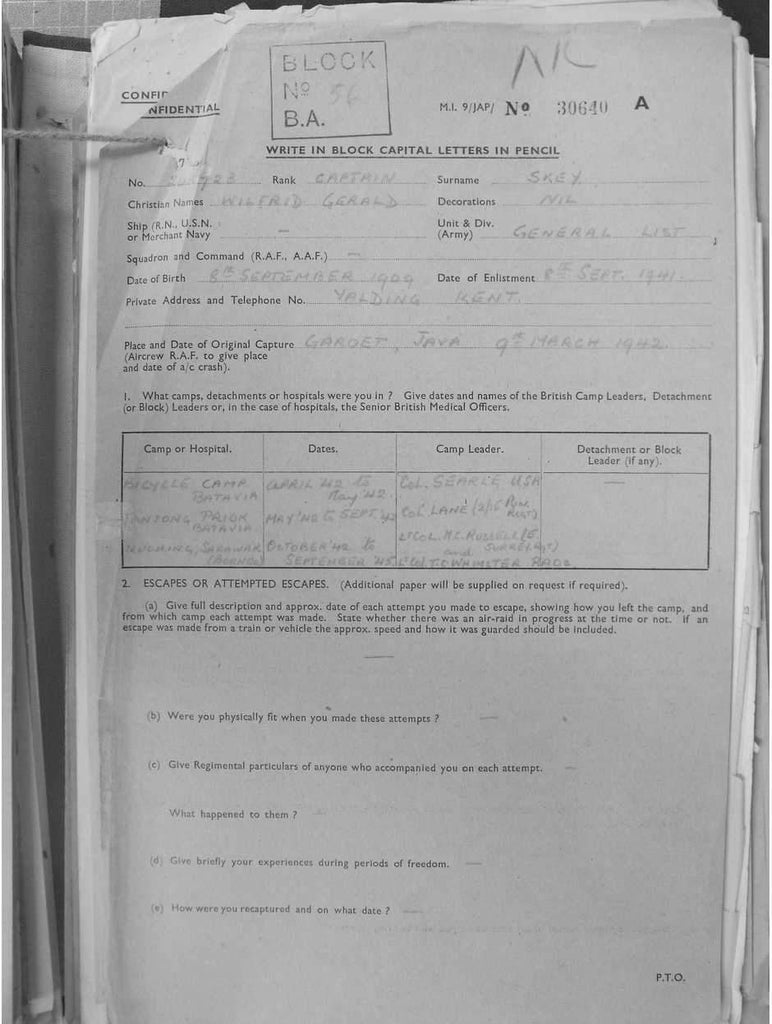 BLOCK
Nº 56
B.A.
CONFIDENTIAL
M.I. 9/JAP/ Nº 30640 A
WRITE IN BLOCK CAPITAL LETTERS IN PENCIL
No. Rank CAPTAIN Surname SKEY
Christian Names WILFRID GERALD Decorations NIL
Ship (R.N., U.S.N. or Merchant Navy — Unit & Div. (Army) GENERAL LIST
Squadron and Command (R.A.F., A.A.F.) —
Date of Birth 8TH SEPTEMBER 1909 Date of Enlistment 8TH SEPT. 1941.
Private Address and Telephone No. YALDING KENT.
Place and Date of Original Capture GAROET, JAVA 9TH MARCH 1942.
(Aircrew R.A.F. to give place
and date of a/c crash).
1. What camps, detachments or hospitals were you in ? Give dates and names of the British Camp Leaders, Detachment
(or Block) Leaders or, in the case of hospitals, the Senior British Medical Officers.
Camp or Hospital. Dates. Camp Leader. Detachment or Block
Leader (if any).
BICYCLE CAMP APRIL '42 to Col. SEARLE USA —
BATAVIA May '42.
TANTONG PRIOK MAY '42 to SEPT '42 Col LANE
BATAVIA
KUCHING, SARAWAK OCTOBER '42 to Lt COL. M.C. RUSSELL (E. SURREY RGT)
(BORNEO) SEPTEMBER '45 and Lt Col T.C. WHIMSTER RAOC
2. ESCAPES OR ATTEMPTED ESCAPES. (Additional paper will be supplied on request if required).
(a) Give full description and approx. date of each attempt you made to escape, showing how you left the camp, and
from which camp each attempt was made. State whether there was an air-raid in progress at the time or not. If an
escape was made from a train or vehicle the approx. speed and how it was guarded should be included.
—
(b) Were you physically fit when you made these attempts ? —
(c) Give Regimental particulars of anyone who accompanied you on each attempt. —
What happened to them ? —
(d) Give briefly your experiences during periods of freedom. —
(e) How were you recaptured and on what date ? —
P.T.O.